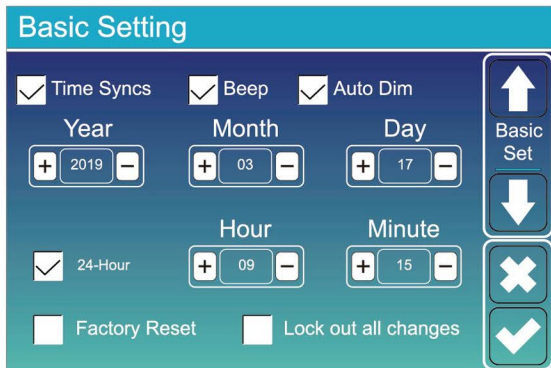 Basic Setting
Time Syncs Beep Auto Dim
Year Month Day
+ 2019 − + 03 − + 17 −
Basic
Set
Hour Minute
24-Hour + 09 − + 15 −
Factory Reset Lock out all changes